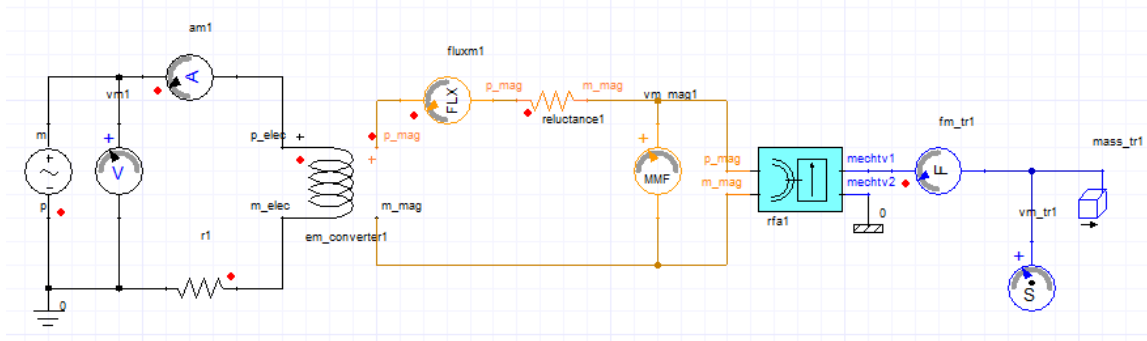 am1
A
vm1
m
+
~
-
p
+
V
0
r1
p_elec +
m_elec
em_converter1
p_mag
+
m_mag
fluxm1
FLX
p_mag
m_mag
reluctance1
vm_mag1
+
MMF
p_mag
m_mag
rfa1
mechtv1
mechtv2
0
fm_tr1
F
mass_tr1
vm_tr1
+
S